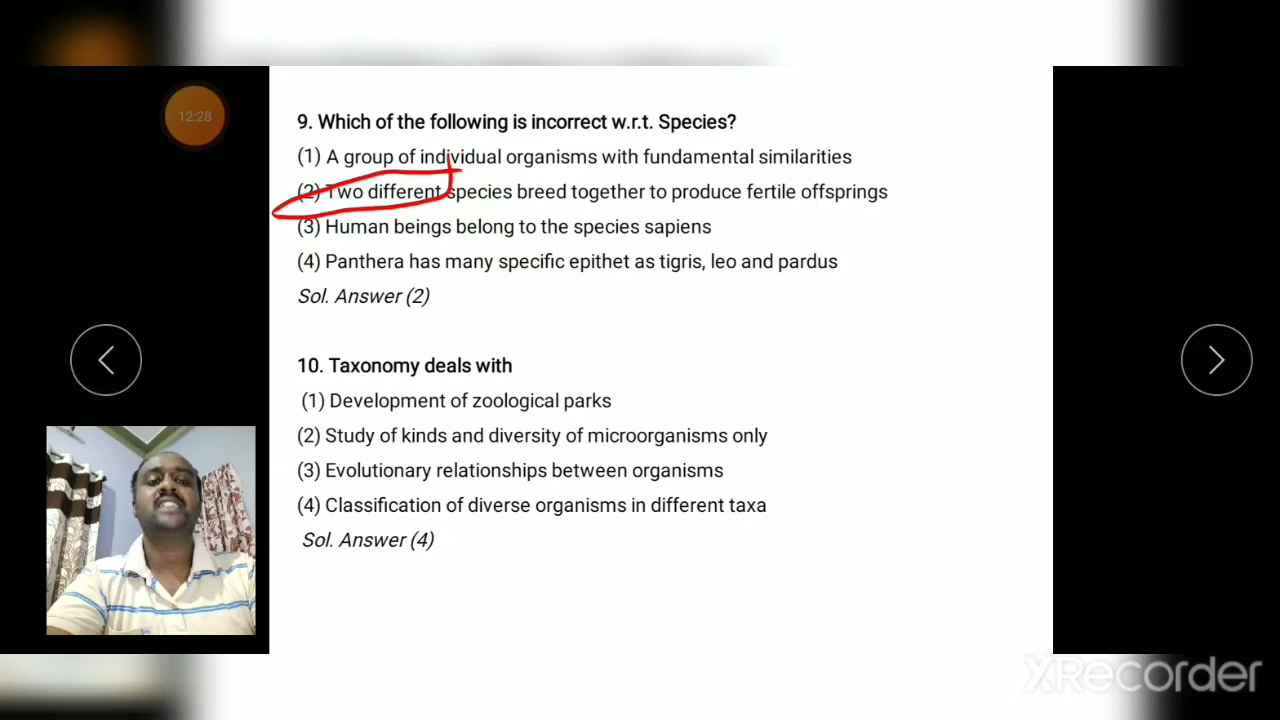 12:28
9. Which of the following is incorrect w.r.t. Species?
(1) A group of individual organisms with fundamental similarities
(2) Two different species breed together to produce fertile offsprings
(3) Human beings belong to the species sapiens
(4) Panthera has many specific epithet as tigris, leo and pardus
Sol. Answer (2)
10. Taxonomy deals with
(1) Development of zoological parks
(2) Study of kinds and diversity of microorganisms only
(3) Evolutionary relationships between organisms
(4) Classification of diverse organisms in different taxa
Sol. Answer (4)
XRecorder